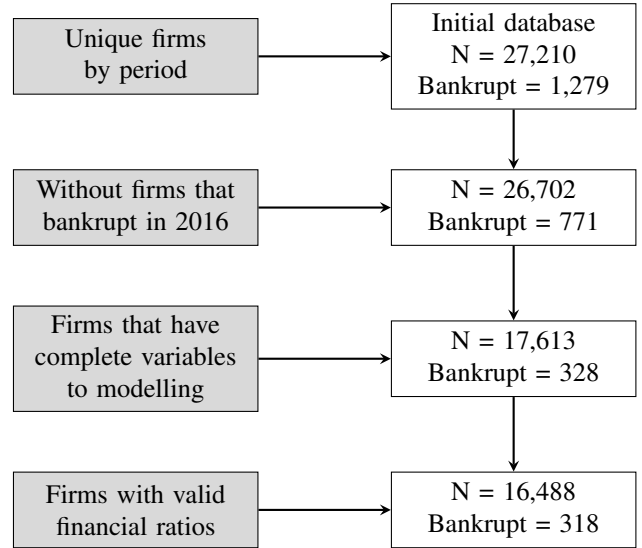 Unique firms
by period
Initial database
N = 27,210
Bankrupt = 1,279
Without firms that
bankrupt in 2016
N = 26,702
Bankrupt = 771
Firms that have
complete variables
to modelling
N = 17,613
Bankrupt = 328
Firms with valid
financial ratios
N = 16,488
Bankrupt = 318